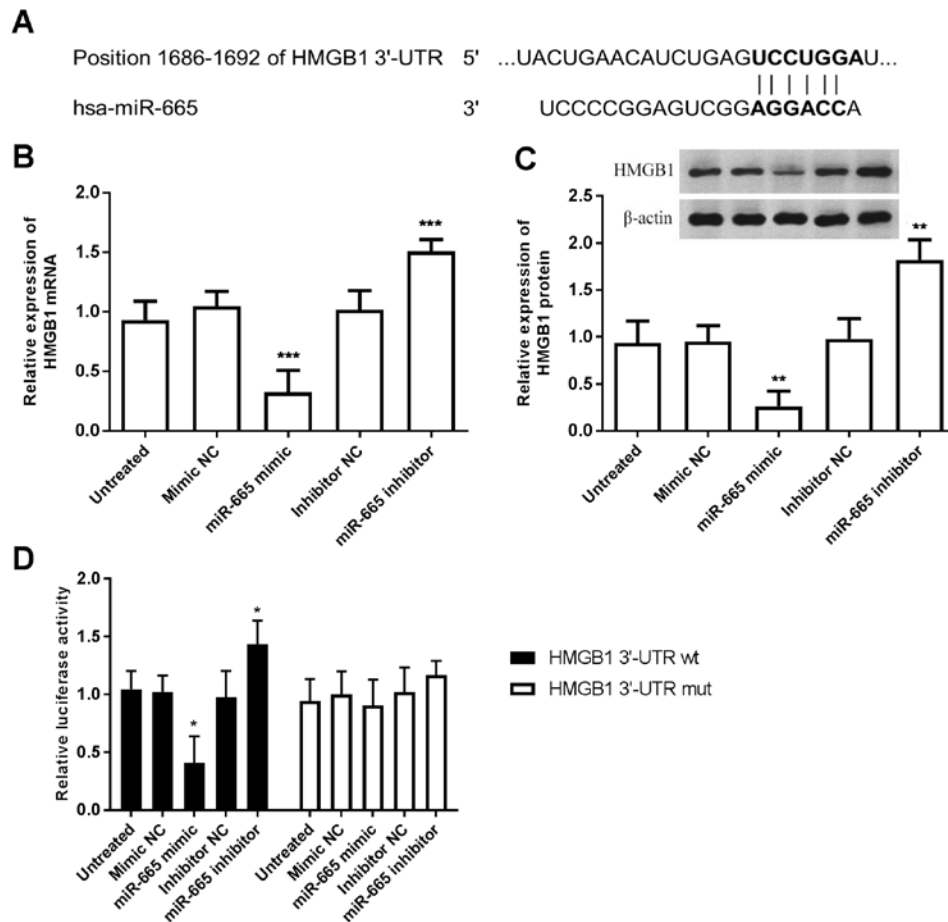 A
Position 1686-1692 of HMGB1 3'-UTR 5' ...UACUGAACAUCUGAGUCCUGGAU...
hsa-miR-665 3' UCCCCGGAGUCGGAGGACCA
B
Relative expression of
HMGB1 mRNA
2.0
1.5
1.0
0.5
0.0
***
***
Untreated
Mimic NC
miR-665 mimic
Inhibitor NC
miR-665 inhibitor
C
HMGB1
β-actin
Relative expression of
HMGB1 protein
2.5
2.0
1.5
1.0
0.5
0.0
**
**
Untreated
Mimic NC
miR-665 mimic
Inhibitor NC
miR-665 inhibitor
D
Relative luciferase activity
2.0
1.5
1.0
0.5
0.0
*
*
Untreated
Mimic NC
miR-665 mimic
Inhibitor NC
miR-665 inhibitor
Untreated
Mimic NC
miR-665 mimic
Inhibitor NC
miR-665 inhibitor
HMGB1 3'-UTR wt
HMGB1 3'-UTR mut